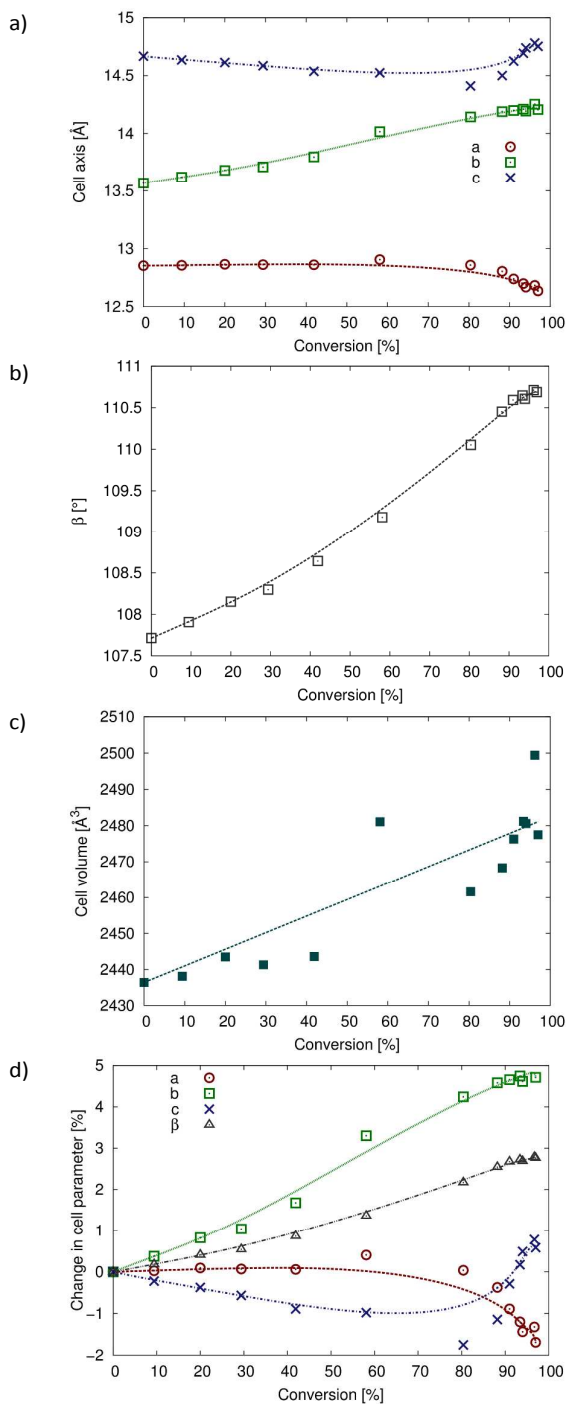 a)
15
14.5
14
13.5
13
12.5
Cell axis [Å]
a
b
c
0 10 20 30 40 50 60 70 80 90 100
Conversion [%]
b)
111
110.5
110
109.5
109
108.5
108
107.5
β [°]
0 10 20 30 40 50 60 70 80 90 100
Conversion [%]
c)
2510
2500
2490
2480
2470
2460
2450
2440
2430
Cell volume [Å³]
0 10 20 30 40 50 60 70 80 90 100
Conversion [%]
d)
5
4
3
2
1
0
−1
−2
Change in cell parameter [%]
a
b
c
β
0 10 20 30 40 50 60 70 80 90 100
Conversion [%]